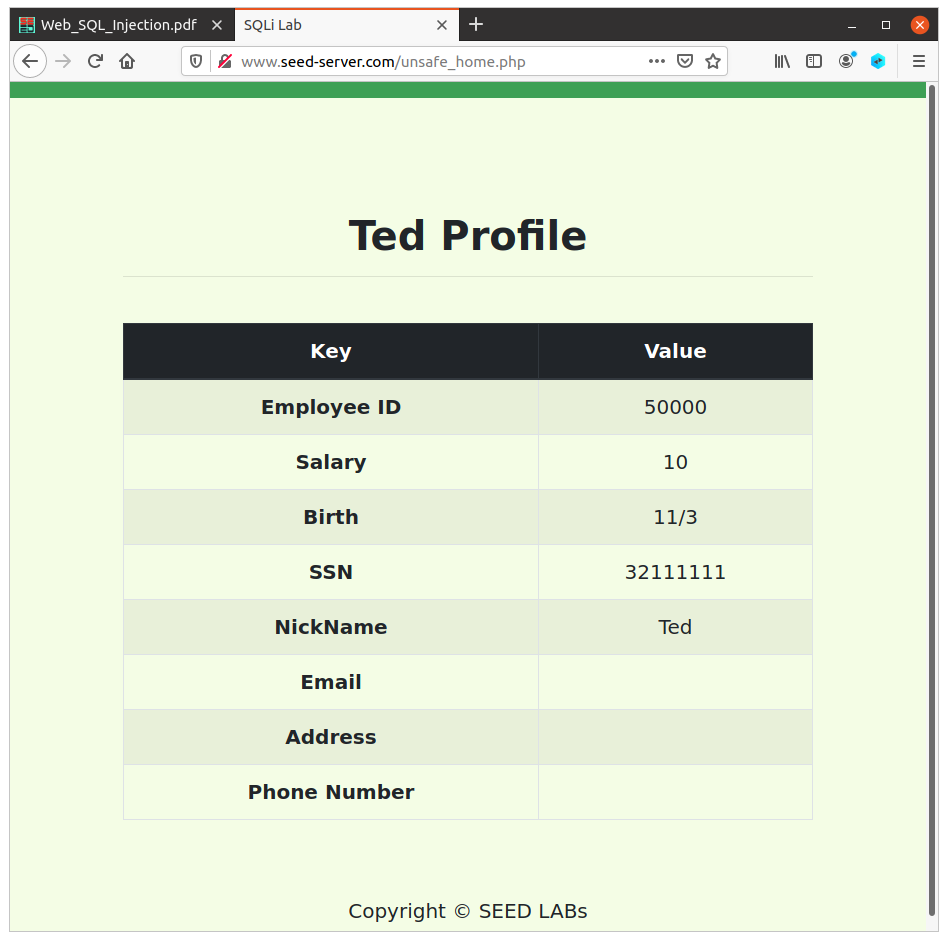 Web_SQL_Injection.pdf SQLi Lab
www.seed-server.com/unsafe_home.php
Ted Profile
Key Value
Employee ID 50000
Salary 10
Birth 11/3
SSN 32111111
NickName Ted
Email
Address
Phone Number
Copyright © SEED LABs